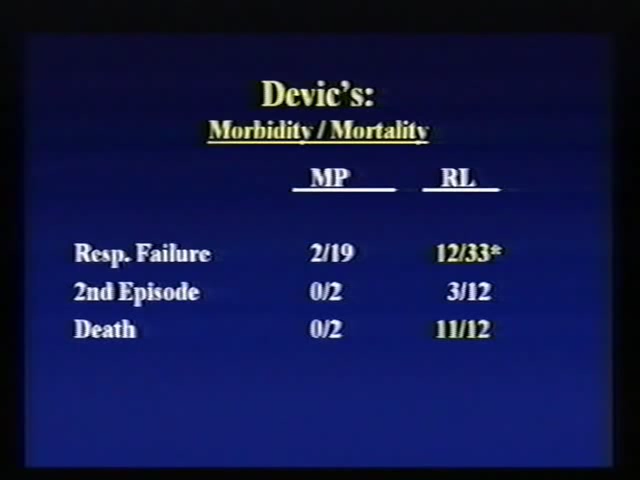 Devic's:
Morbidity / Mortality
MP RL
Resp. Failure 2/19 12/33*
2nd Episode 0/2 3/12
Death 0/2 11/12